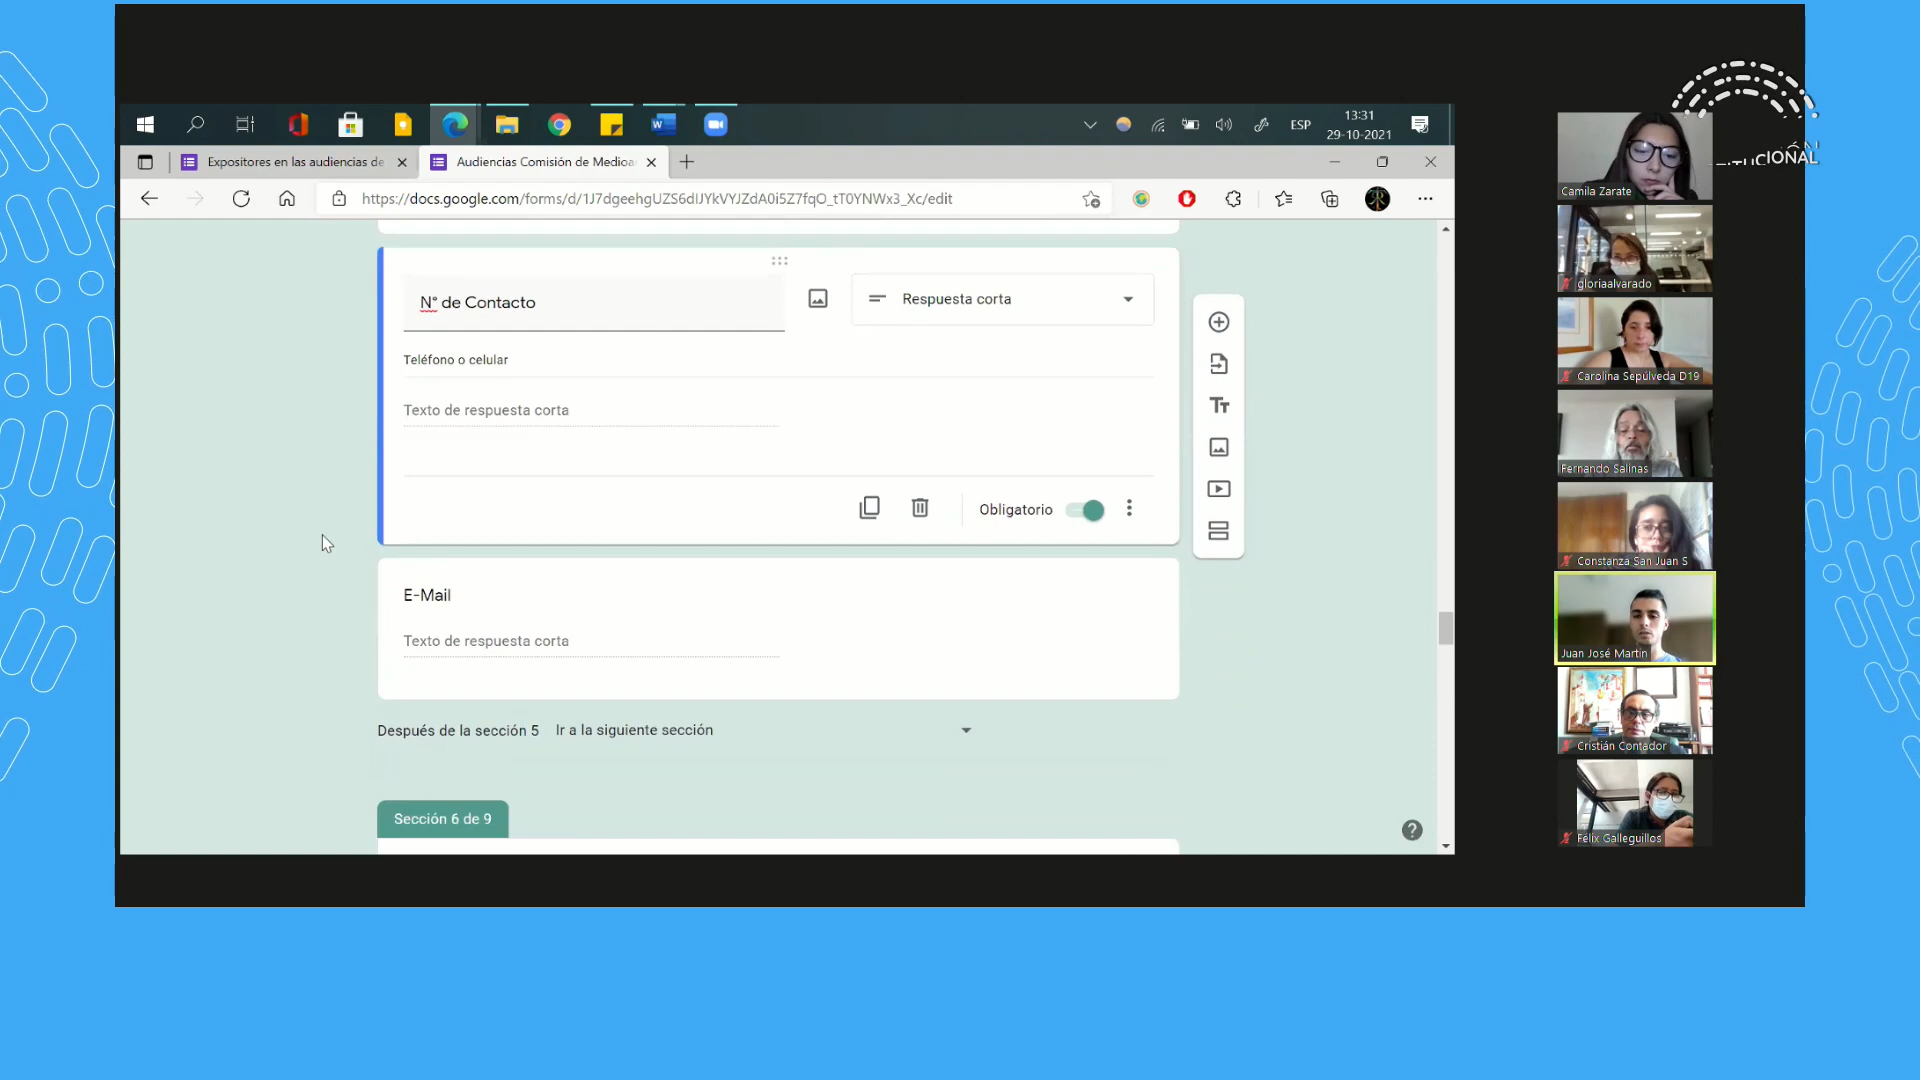 13:31
ESP
29-10-2021
Expositores en las audiencias de
Audiencias Comisión de Medioa
https://docs.google.com/forms/d/1J7dgeehgUZS6dIJYkVYJZdA0i5Z7fqO_tT0YNWx3_Xc/edit
N° de Contacto
Respuesta corta
Teléfono o celular
Texto de respuesta corta
Obligatorio
E-Mail
Texto de respuesta corta
Después de la sección 5 Ir a la siguiente sección
Sección 6 de 9
Camila Zarate
gloriaalvarado
Carolina Sepúlveda D19
Fernando Salinas
Constanza San Juan S
Juan José Martin
Cristián Contador
Félix Galleguillos